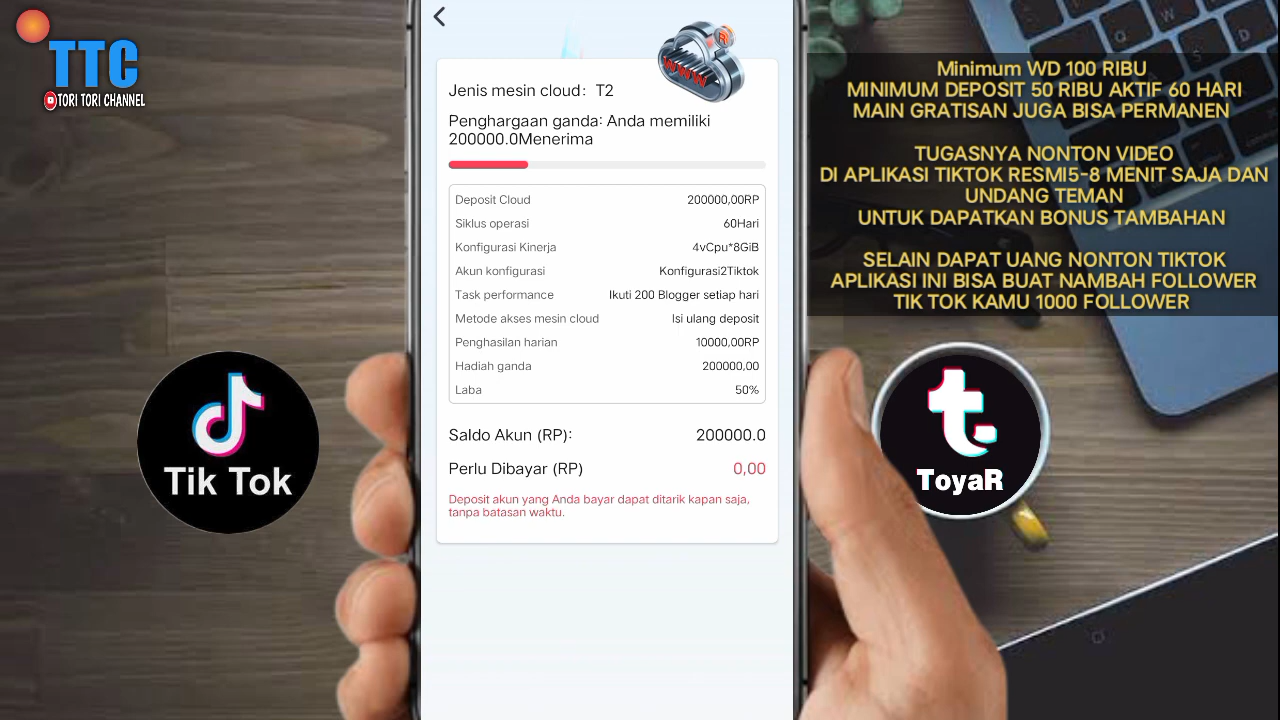 TTC
TORI TORI CHANNEL
Jenis mesin cloud: T2
Penghargaan ganda: Anda memiliki
200000.0Menerima
Deposit Cloud 200000,00RP
Siklus operasi 60Hari
Konfigurasi Kinerja 4vCpu*8GiB
Akun konfigurasi Konfigurasi2Tiktok
Task performance Ikuti 200 Blogger setiap hari
Metode akses mesin cloud Isi ulang deposit
Penghasilan harian 10000,00RP
Hadiah ganda 200000,00
Laba 50%
Saldo Akun (RP): 200000.0
Perlu Dibayar (RP) 0,00
Deposit akun yang Anda bayar dapat ditarik kapan saja,
tanpa batasan waktu.
WWW
Minimum WD 100 RIBU
MINIMUM DEPOSIT 50 RIBU AKTIF 60 HARI
MAIN GRATISAN JUGA BISA PERMANEN
TUGASNYA NONTON VIDEO
DI APLIKASI TIKTOK RESMI5-8 MENIT SAJA DAN
UNDANG TEMAN
UNTUK DAPATKAN BONUS TAMBAHAN
SELAIN DAPAT UANG NONTON TIKTOK
APLIKASI INI BISA BUAT NAMBAH FOLLOWER
TIK TOK KAMU 1000 FOLLOWER
Tik Tok
ToyaR